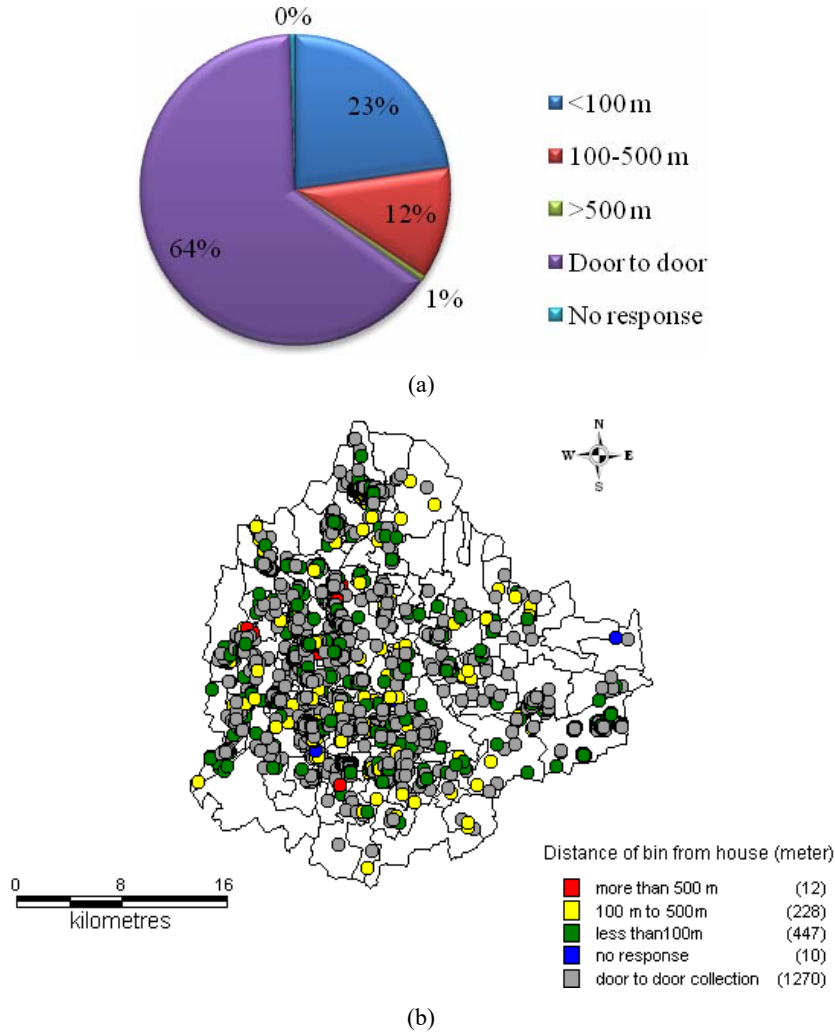 0%
23%
12%
1%
64%
<100 m
100-500 m
>500 m
Door to door
No response
(a)
N
W E
S
0 8 16
kilometres
Distance of bin from house (meter)
more than 500 m (12)
100 m to 500m (228)
less than100m (447)
no response (10)
door to door collection (1270)
(b)